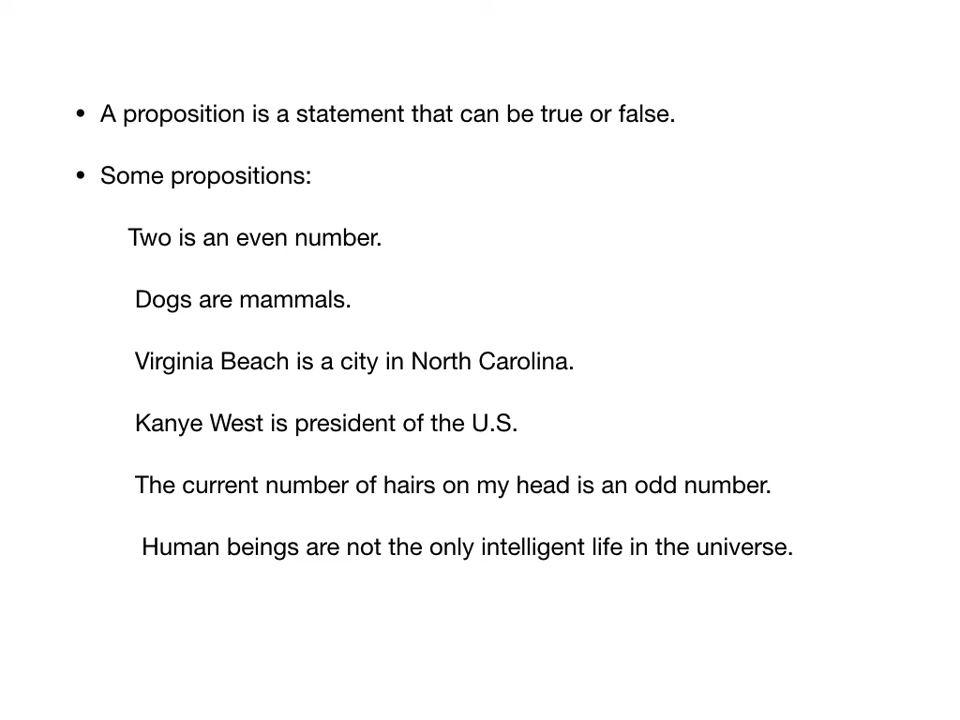 • A proposition is a statement that can be true or false.
• Some propositions:
Two is an even number.
Dogs are mammals.
Virginia Beach is a city in North Carolina.
Kanye West is president of the U.S.
The current number of hairs on my head is an odd number.
Human beings are not the only intelligent life in the universe.